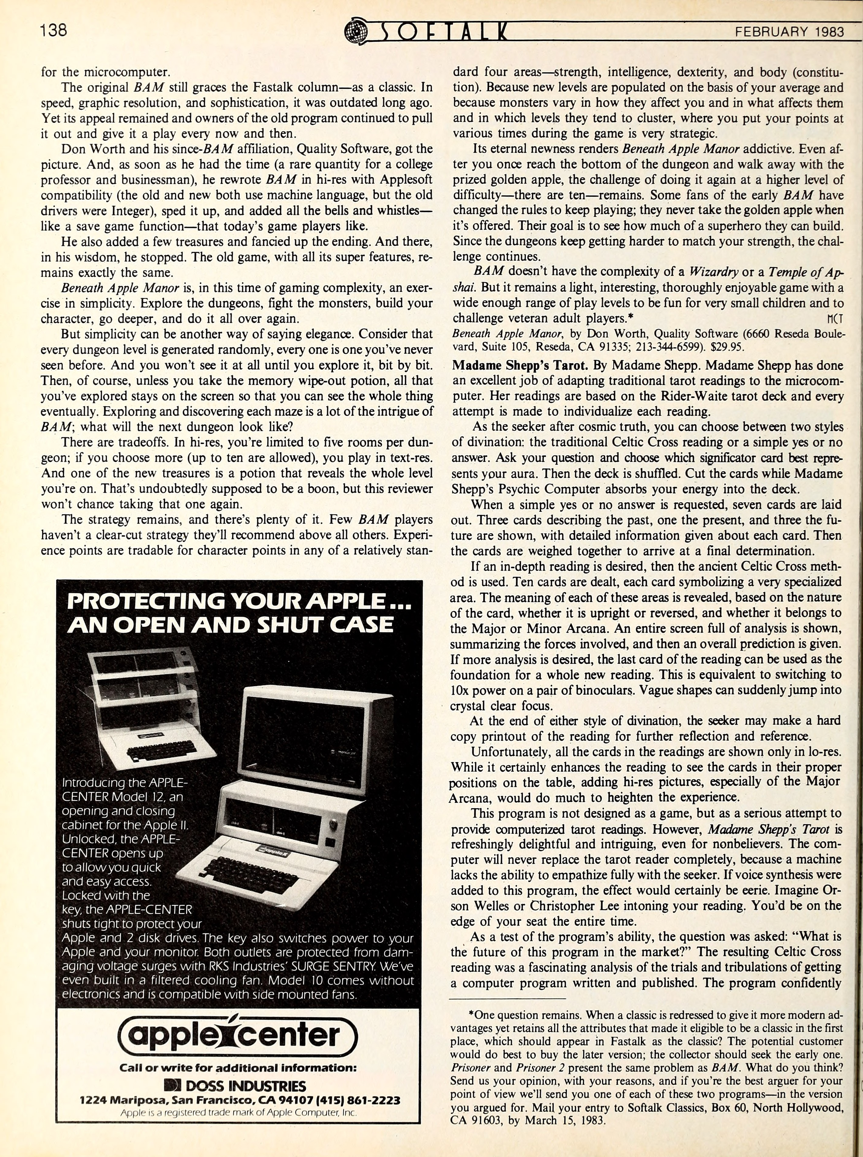 138
SOFTALK
FEBRUARY 1983
for the microcomputer.
The original BAM still graces the Fastalk column—as a classic. In
speed, graphic resolution, and sophistication, it was outdated long ago.
Yet its appeal remained and owners of the old program continued to pull
it out and give it a play every now and then.
Don Worth and his since-BAM affiliation, Quality Software, got the
picture. And, as soon as he had the time (a rare quantity for a college
professor and businessman), he rewrote BAM in hi-res with Applesoft
compatibility (the old and new both use machine language, but the old
drivers were Integer), sped it up, and added all the bells and whistles—
like a save game function—that today's game players like.
He also added a few treasures and fancied up the ending. And there,
in his wisdom, he stopped. The old game, with all its super features, re-
mains exactly the same.
Beneath Apple Manor is, in this time of gaming complexity, an exer-
cise in simplicity. Explore the dungeons, fight the monsters, build your
character, go deeper, and do it all over again.
But simplicity can be another way of saying elegance. Consider that
every dungeon level is generated randomly, every one is one you've never
seen before. And you won't see it at all until you explore it, bit by bit.
Then, of course, unless you take the memory wipe-out potion, all that
you've explored stays on the screen so that you can see the whole thing
eventually. Exploring and discovering each maze is a lot of the intrigue of
BAM; what will the next dungeon look like?
There are tradeoffs. In hi-res, you're limited to five rooms per dun-
geon; if you choose more (up to ten are allowed), you play in text-res.
And one of the new treasures is a potion that reveals the whole level
you're on. That's undoubtedly supposed to be a boon, but this reviewer
won't chance taking that one again.
The strategy remains, and there's plenty of it. Few BAM players
haven't a clear-cut strategy they'll recommend above all others. Experi-
ence points are tradable for character points in any of a relatively stan-
dard four areas—strength, intelligence, dexterity, and body (constitu-
tion). Because new levels are populated on the basis of your average and
because monsters vary in how they affect you and in what affects them
and in which levels they tend to cluster, where you put your points at
various times during the game is very strategic.
Its eternal newness renders Beneath Apple Manor addictive. Even af-
ter you once reach the bottom of the dungeon and walk away with the
prized golden apple, the challenge of doing it again at a higher level of
difficulty—there are ten—remains. Some fans of the early BAM have
changed the rules to keep playing; they never take the golden apple when
it's offered. Their goal is to see how much of a superhero they can build.
Since the dungeons keep getting harder to match your strength, the chal-
lenge continues.
BAM doesn't have the complexity of a Wizardry or a Temple of Ap-
shai. But it remains a light, interesting, thoroughly enjoyable game with a
wide enough range of play levels to be fun for very small children and to
challenge veteran adult players.* MCT
Beneath Apple Manor, by Don Worth, Quality Software (6660 Reseda Boule-
vard, Suite 105, Reseda, CA 91335; 213-344-6599). $29.95.
Madame Shepp's Tarot. By Madame Shepp. Madame Shepp has done
an excellent job of adapting traditional tarot readings to the microcom-
puter. Her readings are based on the Rider-Waite tarot deck and every
attempt is made to individualize each reading.
As the seeker after cosmic truth, you can choose between two styles
of divination: the traditional Celtic Cross reading or a simple yes or no
answer. Ask your question and choose which significator card best repre-
sents your aura. Then the deck is shuffled. Cut the cards while Madame
Shepp's Psychic Computer absorbs your energy into the deck.
When a simple yes or no answer is requested, seven cards are laid
out. Three cards describing the past, one the present, and three the fu-
ture are shown, with detailed information given about each card. Then
the cards are weighed together to arrive at a final determination.
If an in-depth reading is desired, then the ancient Celtic Cross meth-
od is used. Ten cards are dealt, each card symbolizing a very specialized
area. The meaning of each of these areas is revealed, based on the nature
of the card, whether it is upright or reversed, and whether it belongs to
the Major or Minor Arcana. An entire screen full of analysis is shown,
summarizing the forces involved, and then an overall prediction is given.
If more analysis is desired, the last card of the reading can be used as the
foundation for a whole new reading. This is equivalent to switching to
10x power on a pair of binoculars. Vague shapes can suddenly jump into
crystal clear focus.
At the end of either style of divination, the seeker may make a hard
copy printout of the reading for further reflection and reference.
Unfortunately, all the cards in the readings are shown only in lo-res.
While it certainly enhances the reading to see the cards in their proper
positions on the table, adding hi-res pictures, especially of the Major
Arcana, would do much to heighten the experience.
This program is not designed as a game, but as a serious attempt to
provide computerized tarot readings. However, Madame Shepp's Tarot is
refreshingly delightful and intriguing, even for nonbelievers. The com-
puter will never replace the tarot reader completely, because a machine
lacks the ability to empathize fully with the seeker. If voice synthesis were
added to this program, the effect would certainly be eerie. Imagine Or-
son Welles or Christopher Lee intoning your reading. You'd be on the
edge of your seat the entire time.
As a test of the program's ability, the question was asked: "What is
the future of this program in the market?" The resulting Celtic Cross
reading was a fascinating analysis of the trials and tribulations of getting
a computer program written and published. The program confidently
*One question remains. When a classic is redressed to give it more modern ad-
vantages yet retains all the attributes that made it eligible to be a classic in the first
place, which should appear in Fastalk as the classic? The potential customer
would do best to buy the later version; the collector should seek the early one.
Prisoner and Prisoner 2 present the same problem as BAM. What do you think?
Send us your opinion, with your reasons, and if you're the best arguer for your
point of view we'll send you one of each of these two programs—in the version
you argued for. Mail your entry to Softalk Classics, Box 60, North Hollywood,
CA 91603, by March 15, 1983.
PROTECTING YOUR APPLE...
AN OPEN AND SHUT CASE
Introducing the APPLE-
CENTER Model 12, an
opening and closing
cabinet for the Apple II.
Unlocked, the APPLE-
CENTER opens up
to allow you quick
and easy access.
Locked with the
key, the APPLE-CENTER
shuts tight to protect your
Apple and 2 disk drives. The key also switches power to your
Apple and your monitor. Both outlets are protected from dam-
aging voltage surges with RKS Industries' SURGE SENTRY. We've
even built in a filtered cooling fan. Model 10 comes without
electronics and is compatible with side mounted fans.
apple center
Call or write for additional information:
DOSS INDUSTRIES
1224 Mariposa, San Francisco, CA 94107 (415) 861-2223
Apple is a registered trade mark of Apple Computer, Inc.